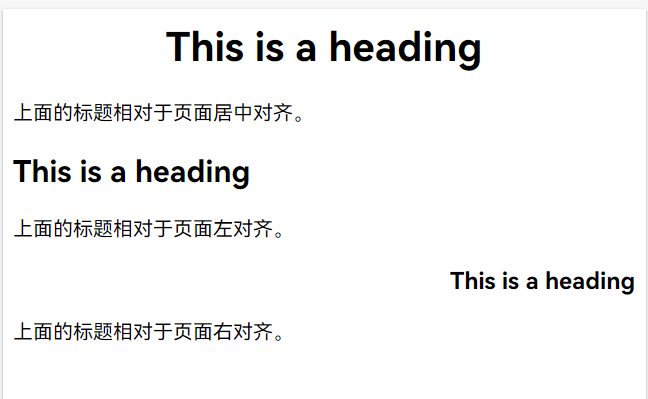 This is a heading
上面的标题相对于页面居中对齐。
This is a heading
上面的标题相对于页面左对齐。
This is a heading
上面的标题相对于页面右对齐。